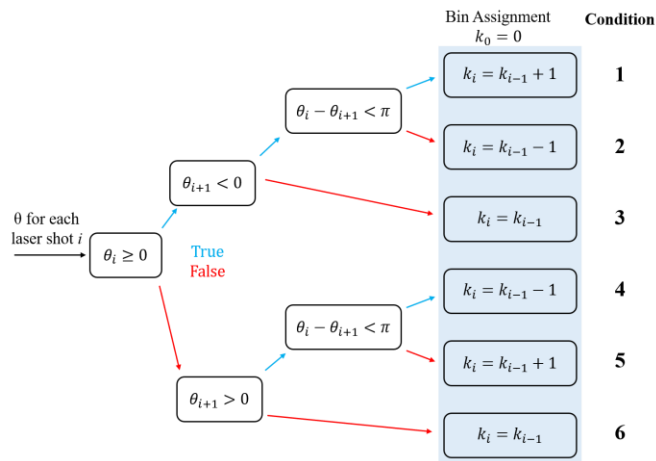 Bin Assignment
k₀ = 0
Condition
kᵢ = kᵢ₋₁ + 1
1
θᵢ − θᵢ₊₁ < π
kᵢ = kᵢ₋₁ − 1
2
θᵢ₊₁ < 0
kᵢ = kᵢ₋₁
3
θ for each
laser shot i
θᵢ ≥ 0
True
False
kᵢ = kᵢ₋₁ − 1
4
θᵢ − θᵢ₊₁ < π
kᵢ = kᵢ₋₁ + 1
5
θᵢ₊₁ > 0
kᵢ = kᵢ₋₁
6